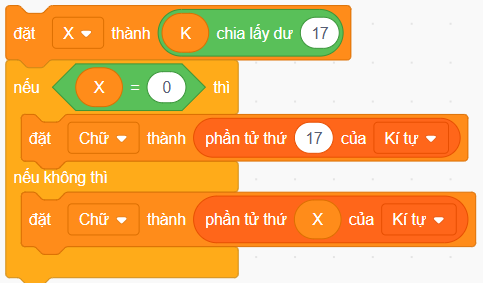 đặt X thành K chia lấy dư 17
nếu X = 0 thì
đặt Chữ thành phần tử thứ 17 của Kí tự
nếu không thì
đặt Chữ thành phần tử thứ X của Kí tự